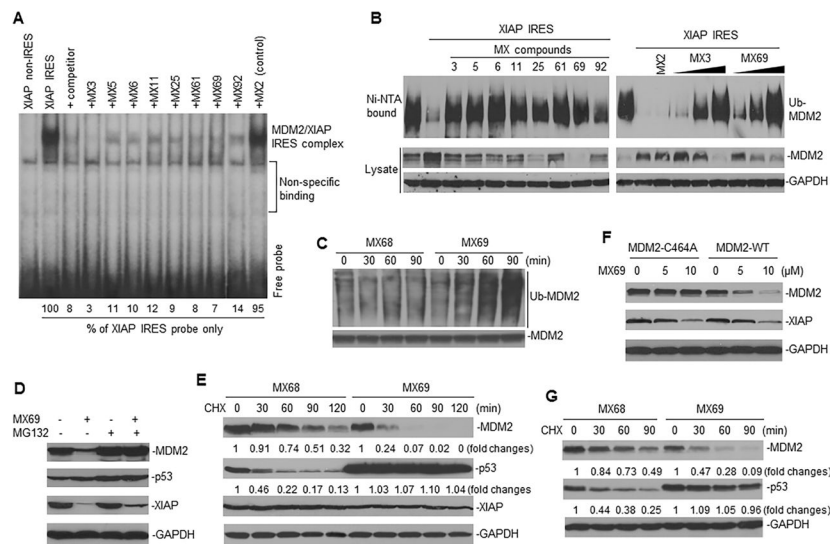 A
XIAP non-IRES
XIAP IRES
+ competitor
+MX3
+MX5
+MX6
+MX11
+MX25
+MX61
+MX69
+MX92
+MX2 (control)
MDM2/XIAP
IRES complex
Non-specific
binding
Free probe
100 8 3 11 10 12 9 8 7 14 95
% of XIAP IRES probe only
B
XIAP IRES
MX compounds
3 5 6 11 25 61 69 92
XIAP IRES
MX2
MX3 MX69
Ni-NTA
bound
Ub-
MDM2
Lysate
-MDM2
-GAPDH
C
MX68 MX69
0 30 60 90 0 30 60 90 (min)
Ub-MDM2
-MDM2
F
MDM2-C464A MDM2-WT
MX69 0 5 10 0 5 10 (µM)
-MDM2
-XIAP
-GAPDH
D
MX69 - + - +
MG132 - - + +
-MDM2
-p53
-XIAP
-GAPDH
E
MX68 MX69
CHX 0 30 60 90 120 0 30 60 90 120 (min)
-MDM2
1 0.91 0.74 0.51 0.32 1 0.24 0.07 0.02 0 (fold changes)
-p53
1 0.46 0.22 0.17 0.13 1 1.03 1.07 1.10 1.04 (fold changes
-XIAP
-GAPDH
G
MX68 MX69
CHX 0 30 60 90 0 30 60 90 (min)
-MDM2
1 0.84 0.73 0.49 1 0.47 0.28 0.09 (fold changes)
-p53
1 0.44 0.38 0.25 1 1.09 1.05 0.96 (fold changes)
-GAPDH